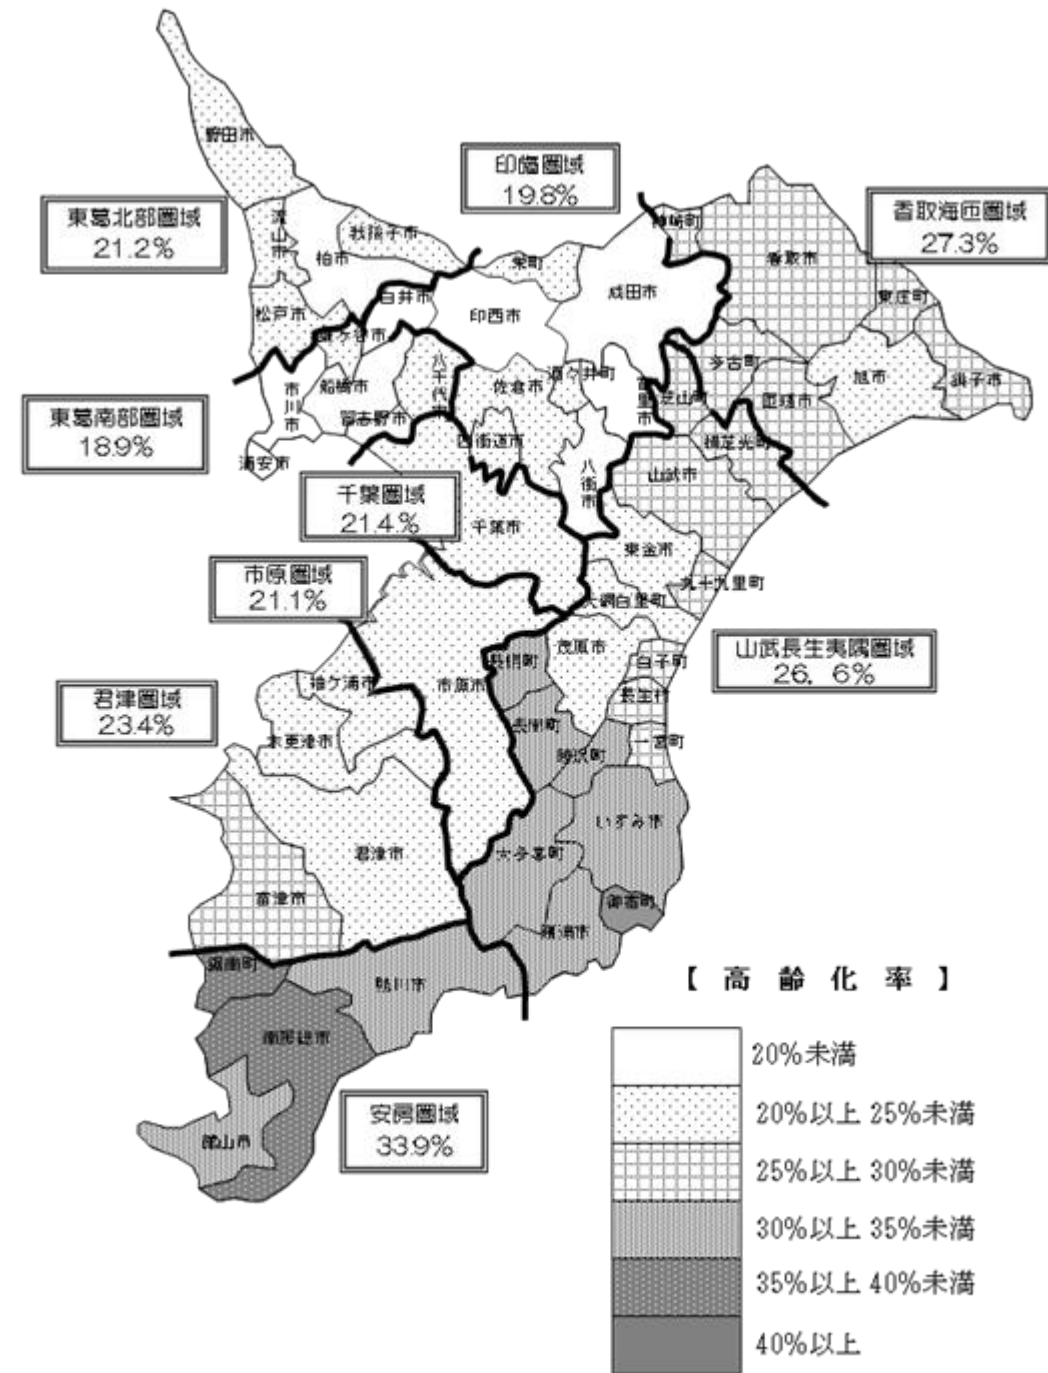 野田市
印旛圏域
19.8%
東葛北部圏域
21.2%
香取海匝圏域
27.3%
流山市
我孫子市
柏市
栄町
神崎町
香取市
成田市
東庄町
白井市
印西市
松戸市
鎌ヶ谷市
多古町
旭市
銚子市
船橋市
八千代市
佐倉市
酒々井町
富里市
芝山町
匝瑳市
市川市
習志野市
四街道市
横芝光町
東葛南部圏域
18.9%
浦安市
八街市
山武市
千葉圏域
21.4%
千葉市
東金市
市原圏域
21.1%
九十九里町
大網白里町
茂原市
長柄町
白子町
山武長生夷隅圏域
26.6%
袖ケ浦市
市原市
長生村
君津圏域
23.4%
木更津市
長南町
睦沢町
一宮町
いすみ市
君津市
大多喜町
富津市
御宿町
勝浦市
鋸南町
鴨川市
【高齢化率】
南房総市
20%未満
安房圏域
33.9%
20%以上 25%未満
館山市
25%以上 30%未満
30%以上 35%未満
35%以上 40%未満
40%以上